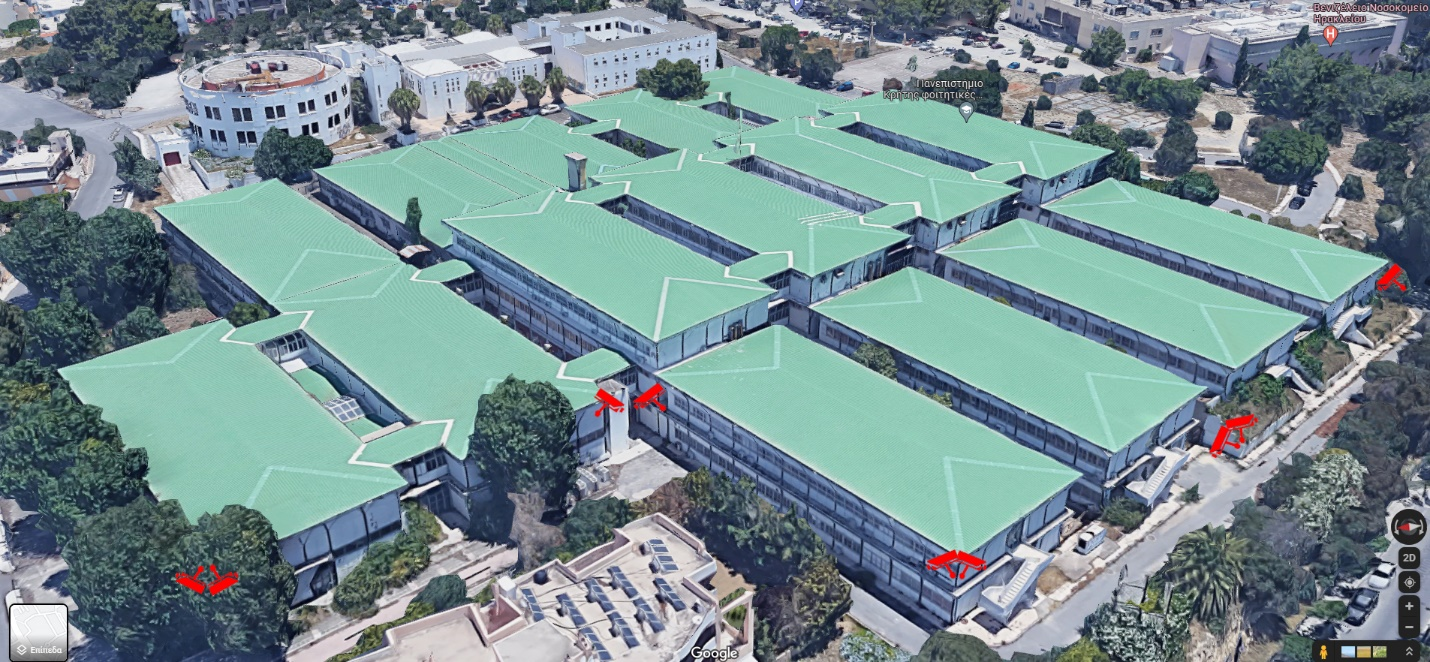 Βενιζέλειο Νοσοκομείο
Ηρακλείου
H
Πανεπιστήμιο
Κρήτης φοιτητικές...
2D
+
−
Επίπεδα
Google